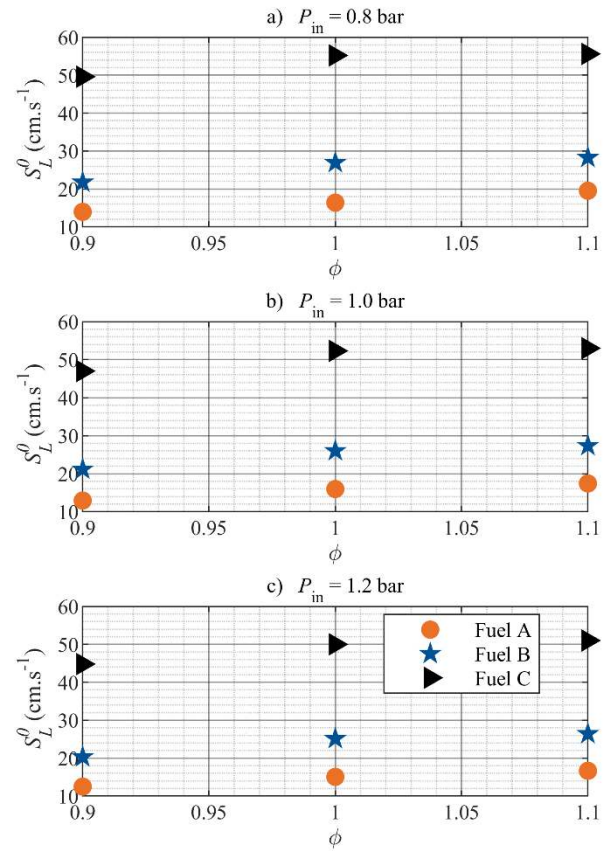 a) P_in = 0.8 bar
60
50
40
30
20
10
S_L^0 (cm.s^-1)
0.9 0.95 1 1.05 1.1
ϕ
b) P_in = 1.0 bar
60
50
40
30
20
10
S_L^0 (cm.s^-1)
0.9 0.95 1 1.05 1.1
ϕ
c) P_in = 1.2 bar
60
50
40
30
20
10
S_L^0 (cm.s^-1)
Fuel A
Fuel B
Fuel C
0.9 0.95 1 1.05 1.1
ϕ